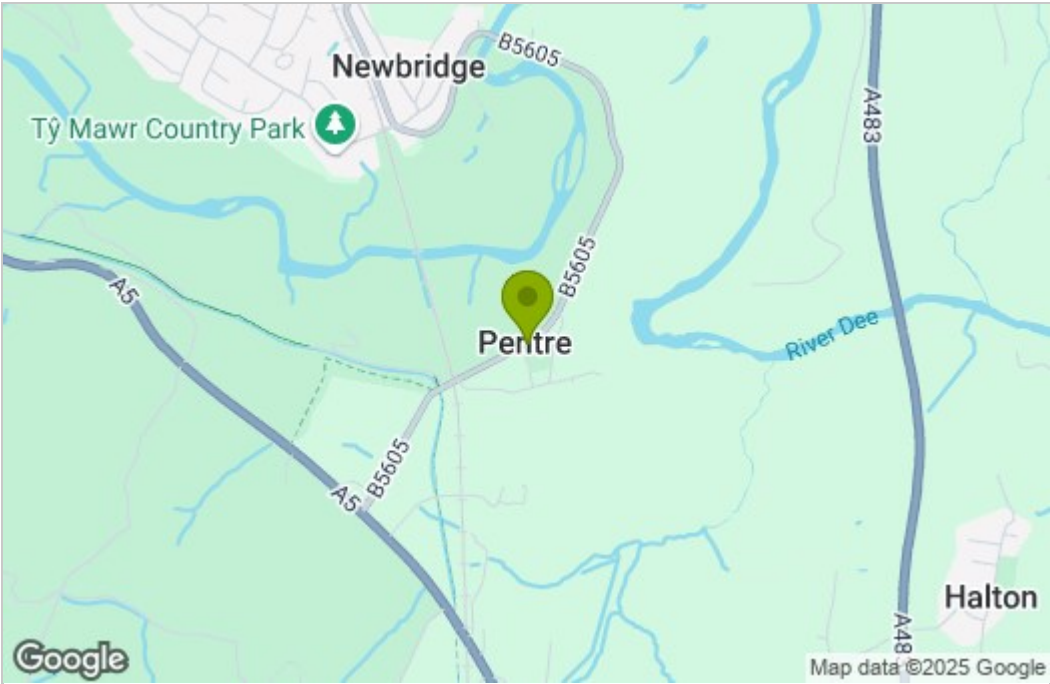 B5605
Newbridge
A483
Tŷ Mawr Country Park
B5605
A5
River Dee
Pentre
B5605
A5
Halton
A48
Google
Map data ©2025 Google